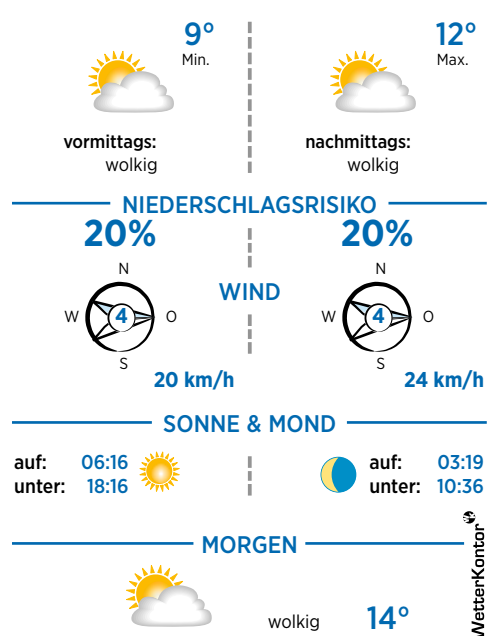 9° 12°
Min. Max.
vormittags: nachmittags:
wolkig wolkig
NIEDERSCHLAGSRISIKO
20% 20%
WIND
N N
W 4 O W 4 O
S S
20 km/h 24 km/h
SONNE & MOND
auf: 06:16 auf: 03:19
unter: 18:16 unter: 10:36
MORGEN
wolkig 14°
WetterKontor